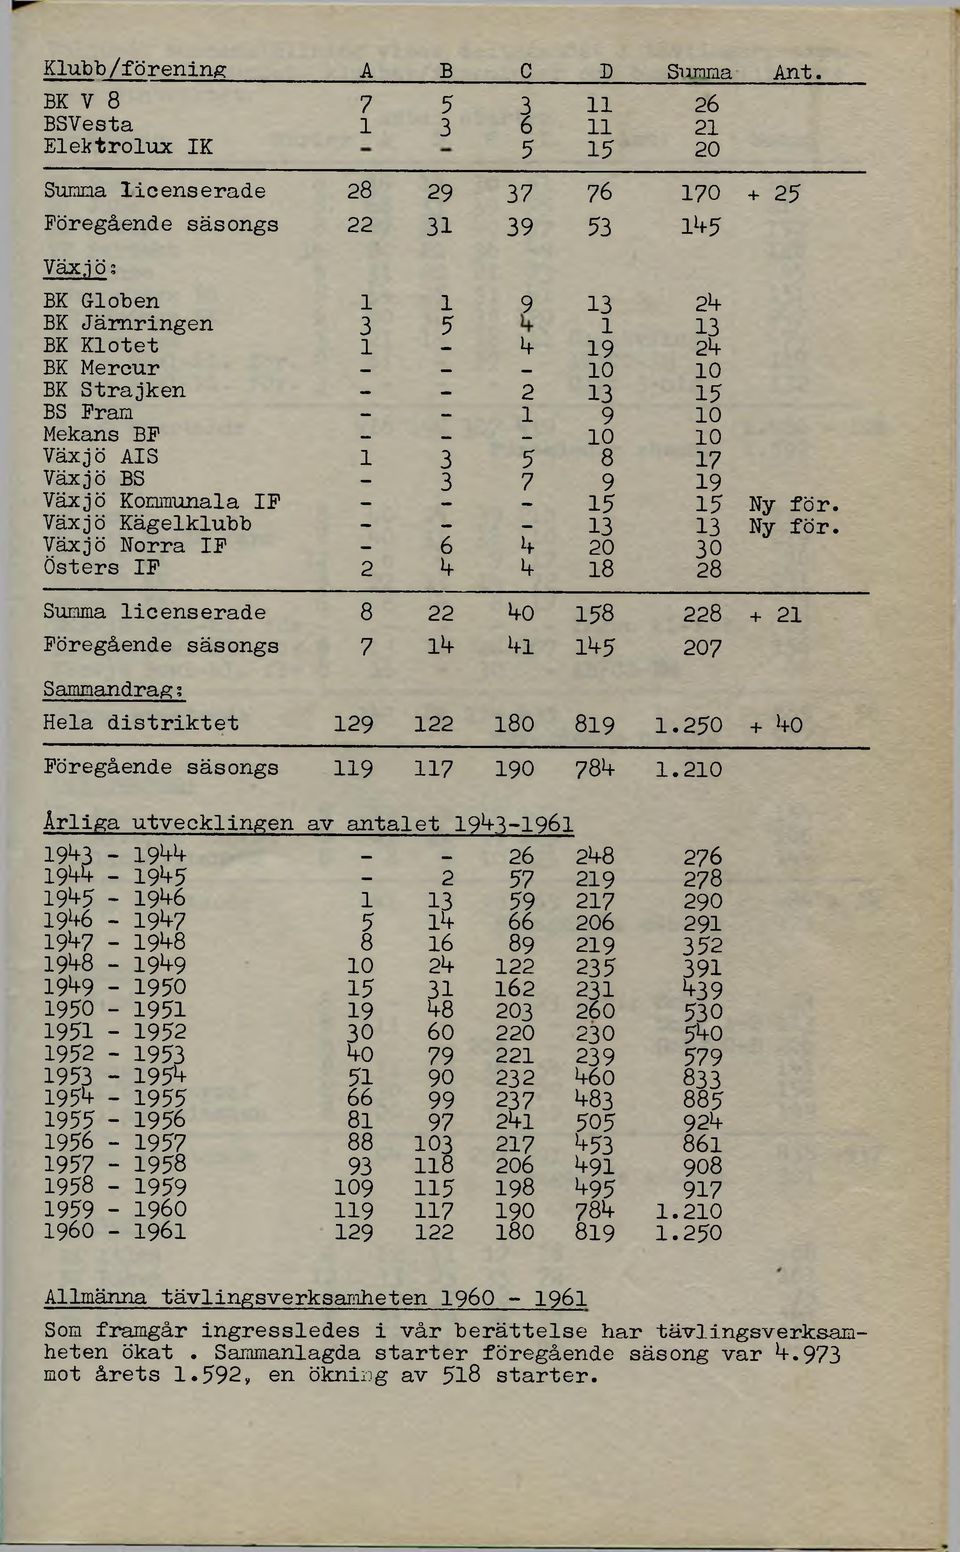 Klubb/förening A B C D Summa Ant.
BK V 8 7 5 3 11 26
BSVesta 1 3 6 11 21
Elektrolux IK - - 5 15 20
Summa licenserade 28 29 37 76 170 + 25
Föregående säsongs 22 31 39 53 145
Växjö:
BK Globen 1 1 9 13 24
BK Järnringen 3 5 4 1 13
BK Klotet 1 - 4 19 24
BK Mercur - - - 10 10
BK Strajken - - 2 13 15
BS Fram - - 1 9 10
Mekans BF - - - 10 10
Växjö AIS 1 3 5 8 17
Växjö BS - 3 7 9 19
Växjö Kommunala IF - - - 15 15 Ny för.
Växjö Kägelklubb - - - 13 13 Ny för.
Växjö Norra IF - 6 4 20 30
Östers IF 2 4 4 18 28
Summa licenserade 8 22 40 158 228 + 21
Föregående säsongs 7 14 41 145 207
Sammandrag:
Hela distriktet 129 122 180 819 1.250 + 40
Föregående säsongs 119 117 190 784 1.210
Årliga utvecklingen av antalet 1943-1961
1943 - 1944 - - 26 248 276
1944 - 1945 - 2 57 219 278
1945 - 1946 1 13 59 217 290
1946 - 1947 5 14 66 206 291
1947 - 1948 8 16 89 219 352
1948 - 1949 10 24 122 235 391
1949 - 1950 15 31 162 231 439
1950 - 1951 19 48 203 260 530
1951 - 1952 30 60 220 230 540
1952 - 1953 40 79 221 239 579
1953 - 1954 51 90 232 460 833
1954 - 1955 66 99 237 483 885
1955 - 1956 81 97 241 505 924
1956 - 1957 88 103 217 453 861
1957 - 1958 93 118 206 491 908
1958 - 1959 109 115 198 495 917
1959 - 1960 119 117 190 784 1.210
1960 - 1961 129 122 180 819 1.250
Allmänna tävlingsverksamheten 1960 - 1961
Som framgår ingressledes i vår berättelse har tävlingsverksam-
heten ökat . Sammanlagda starter föregående säsong var 4.973
mot årets 1.592, en ökning av 518 starter.